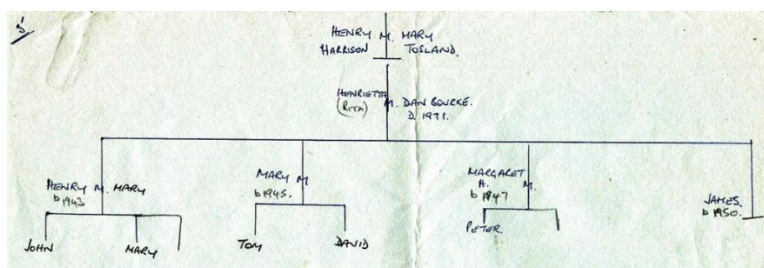 5
HENRY M. MARY
HARRISON TOSLAND.
HENRIETTA M. DAN BOURKE.
(RITA) D. 1971.
HENRY M. MARY
b 1943
MARY M
b 1945.
MARGARET
H. M.
b 1947
JAMES.
b 1950.
JOHN MARY TOM DAVID PETER